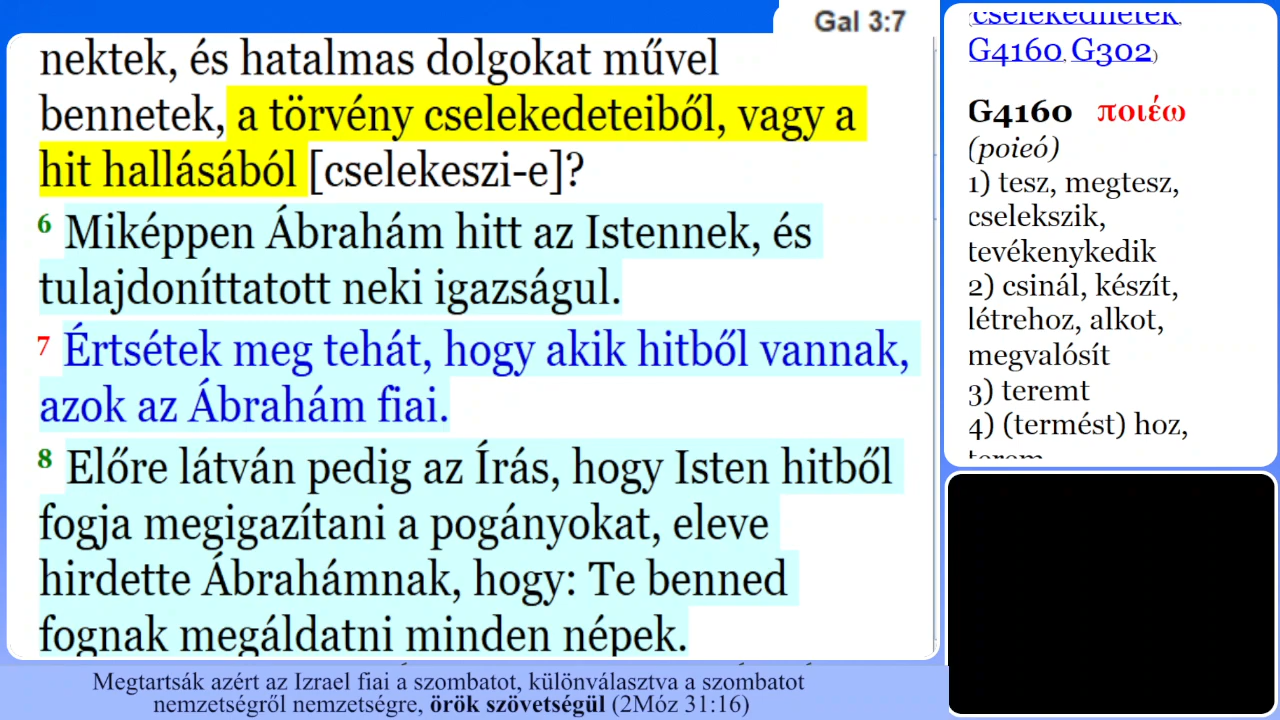 Gal 3:7
nektek, és hatalmas dolgokat művel
bennetek, a törvény cselekedeteiből, vagy a
hit hallásából [cselekeszi-e]?
6 Miképpen Ábrahám hitt az Istennek, és
tulajdoníttatott neki igazságul.
7 Értsétek meg tehát, hogy akik hitből vannak,
azok az Ábrahám fiai.
8 Előre látván pedig az Írás, hogy Isten hitből
fogja megigazítani a pogányokat, eleve
hirdette Ábrahámnak, hogy: Te benned
fognak megáldatni minden népek.
(cselekedhetek
G4160, G302)
G4160 ποιέω
(poieó)
1) tesz, megtesz,
cselekszik,
tevékenykedik
2) csinál, készít,
létrehoz, alkot,
megvalósít
3) teremt
4) (termést) hoz,
terem
Megtartsák azért az Izrael fiai a szombatot, különválasztva a szombatot
nemzetségről nemzetségre, örök szövetségül (2Móz 31:16)